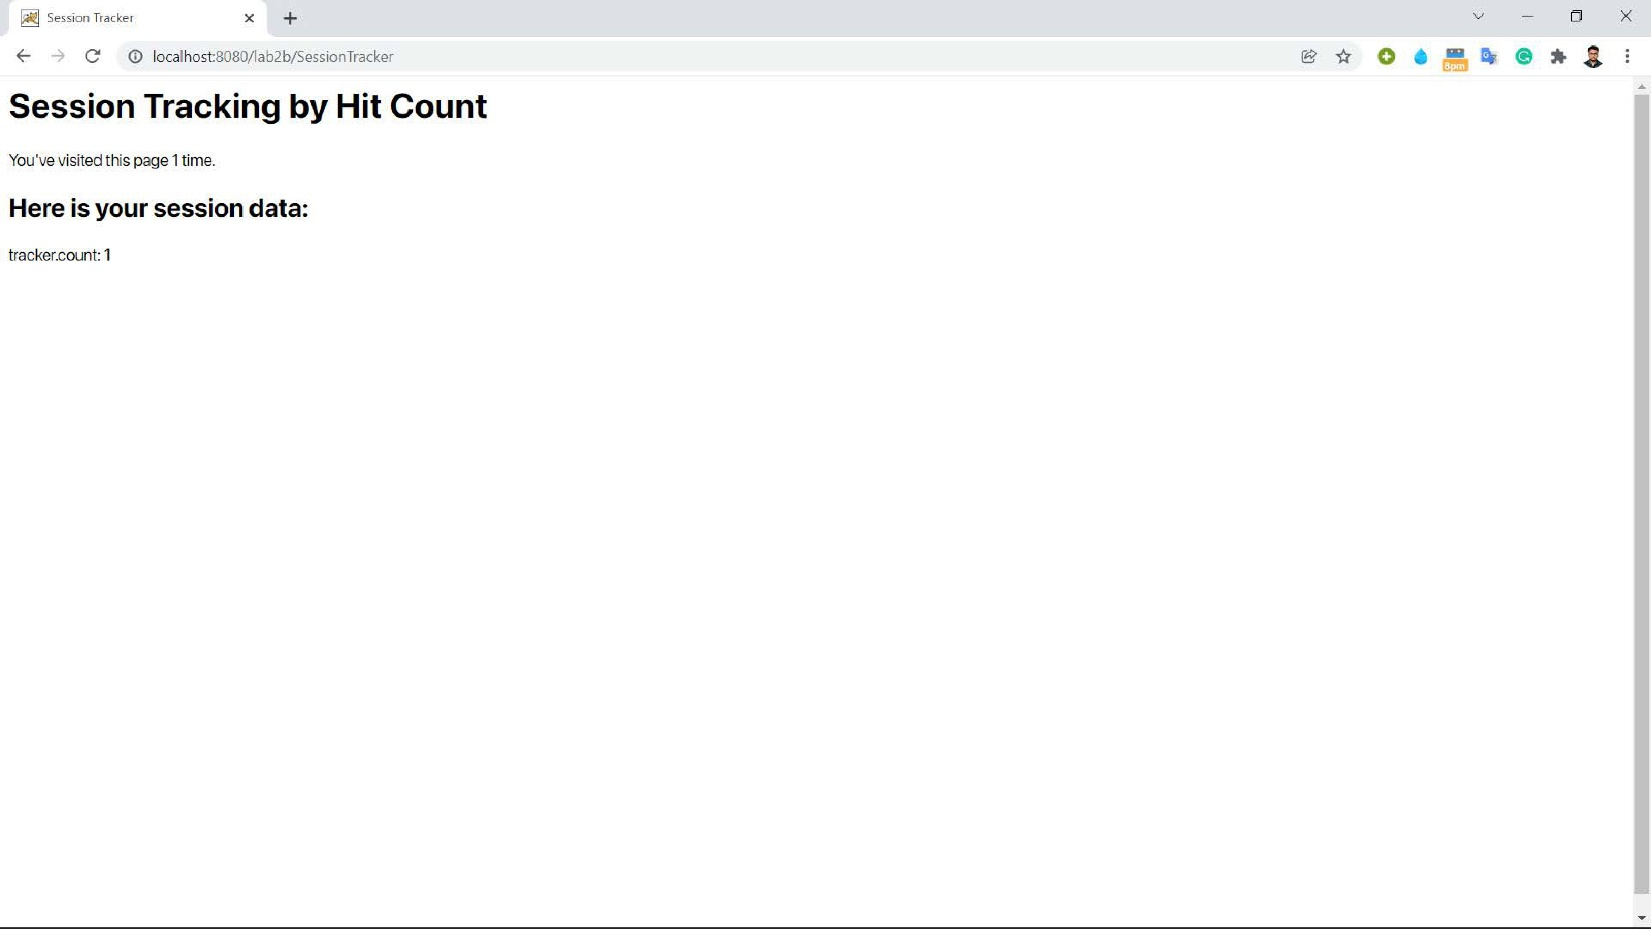 Session Tracker
localhost:8080/lab2b/SessionTracker
8pm
Session Tracking by Hit Count
You've visited this page 1 time.
Here is your session data:
tracker.count: 1